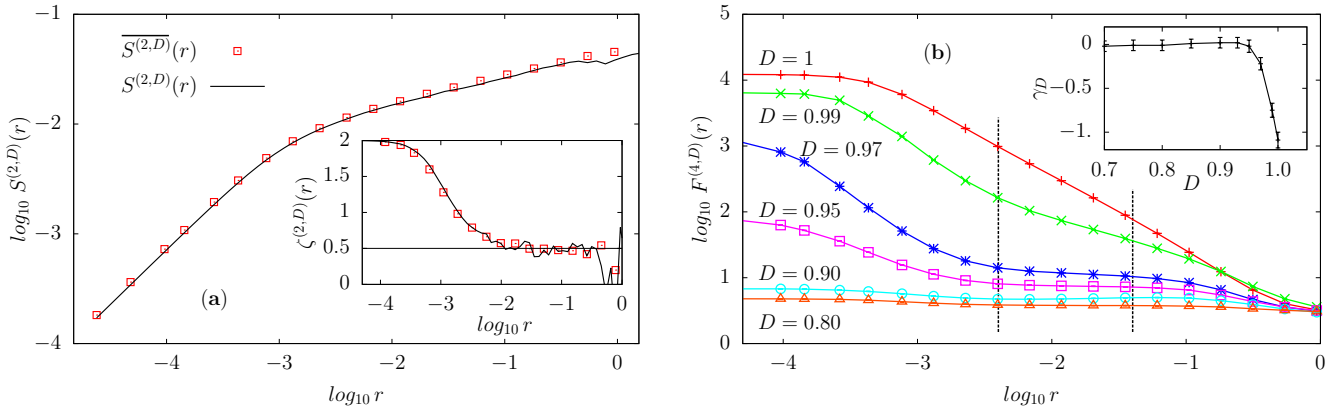 log₁₀ S⁽²,ᴰ⁾(r)
−1
−2
−3
−4
−4
−3
−2
−1
0
log₁₀ r
$\overline{S^{(2,D)}}(r)$
S⁽²,ᴰ⁾(r)
(a)
ζ⁽²,ᴰ⁾(r)
2
1.5
1
0.5
0
−4
−3
−2
−1
0
log₁₀ r
log₁₀ F⁽⁴,ᴰ⁾(r)
5
4
3
2
1
0
−4
−3
−2
−1
0
log₁₀ r
(b)
D = 1
D = 0.99
D = 0.97
D = 0.95
D = 0.90
D = 0.80
γ_D
0
−0.5
−1
0.7
0.8
0.9
1.0
D